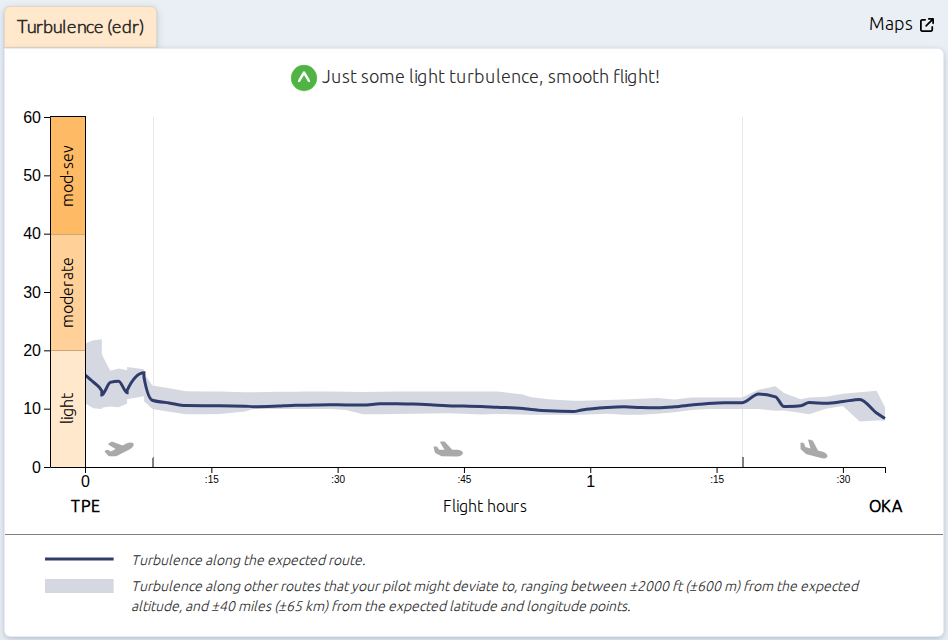 Turbulence (edr)
Maps
Just some light turbulence, smooth flight!
60
50
40
30
20
10
0
mod-sev
moderate
light
0 :15 :30 :45 1 :15 :30
TPE Flight hours OKA
Turbulence along the expected route.
Turbulence along other routes that your pilot might deviate to, ranging between ±2000 ft (±600 m) from the expected
altitude, and ±40 miles (±65 km) from the expected latitude and longitude points.